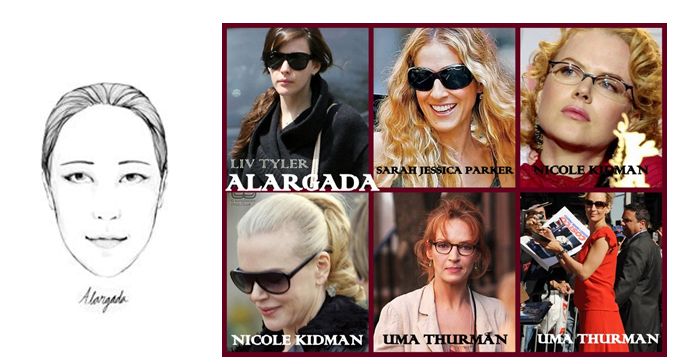 Alargada
LIV TYLER
ALARGADA
SARAH JESSICA PARKER
NICOLE KIDMAN
NICOLE KIDMAN
UMA THURMAN
UMA THURMAN